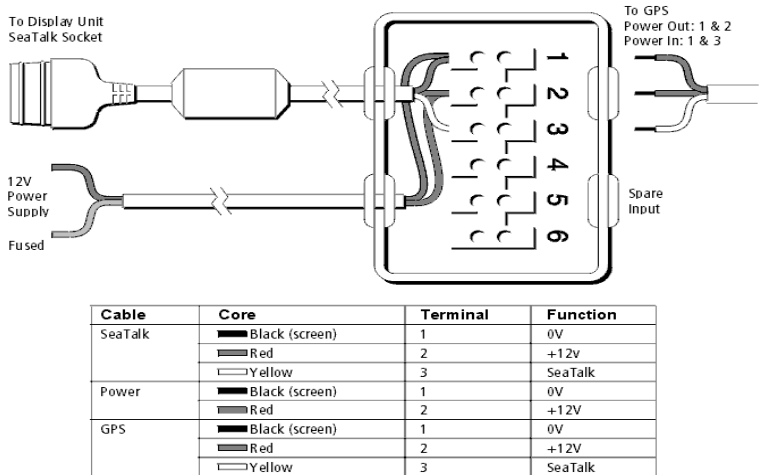 To Display Unit
SeaTalk Socket
To GPS
Power Out: 1 & 2
Power In: 1 & 3
1
2
3
4
5
6
12V
Power
Supply
Fused
Spare
Input
Cable Core Terminal Function
SeaTalk Black (screen) 1 0V
Red 2 +12v
Yellow 3 SeaTalk
Power Black (screen) 1 0V
Red 2 +12V
GPS Black (screen) 1 0V
Red 2 +12V
Yellow 3 SeaTalk